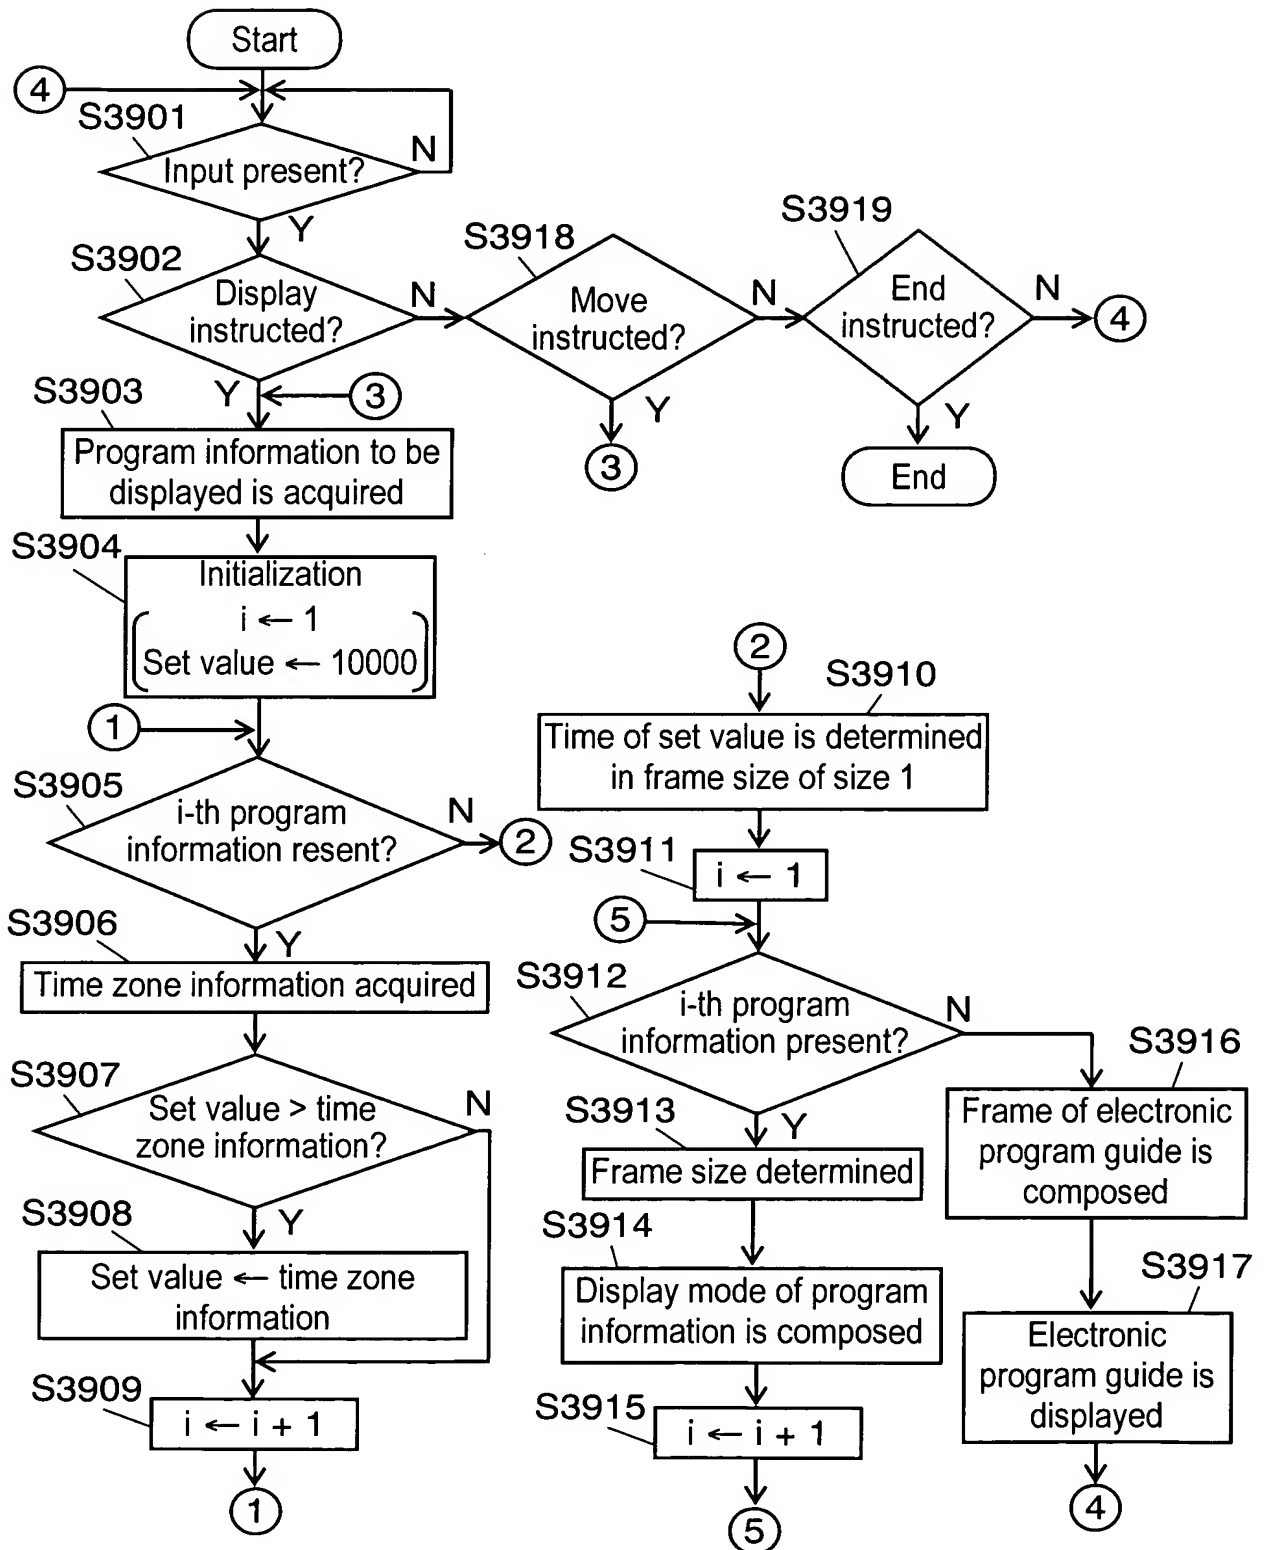 Start
4
S3901
Input present?
N
Y
S3902
Display
instructed?
N
Y
S3918
Move
instructed?
N
Y
3
S3919
End
instructed?
N
4
Y
End
3
S3903
Program information to be
displayed is acquired
S3904
Initialization
i ← 1
Set value ← 10000
1
S3905
i-th program
information resent?
N
2
Y
S3906
Time zone information acquired
S3907
Set value > time
zone information?
N
Y
S3908
Set value ← time zone
information
S3909
i ← i + 1
1
2
S3910
Time of set value is determined
in frame size of size 1
S3911
i ← 1
5
S3912
i-th program
information present?
N
Y
S3913
Frame size determined
S3914
Display mode of program
information is composed
S3915
i ← i + 1
5
S3916
Frame of electronic
program guide is
composed
S3917
Electronic
program guide is
displayed
4